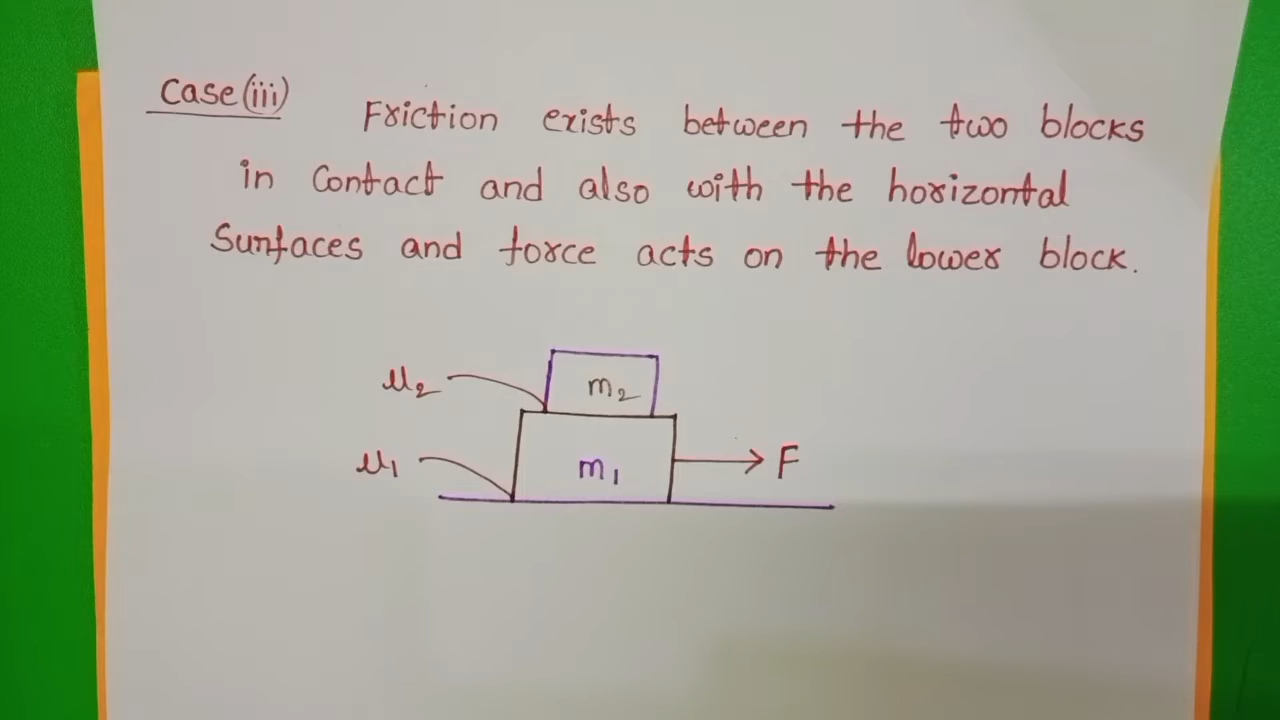 Case(iii) Friction exists between the two blocks
in Contact and also with the horizontal
Surfaces and force acts on the lower block.
μ2
m2
μ1
m1
F